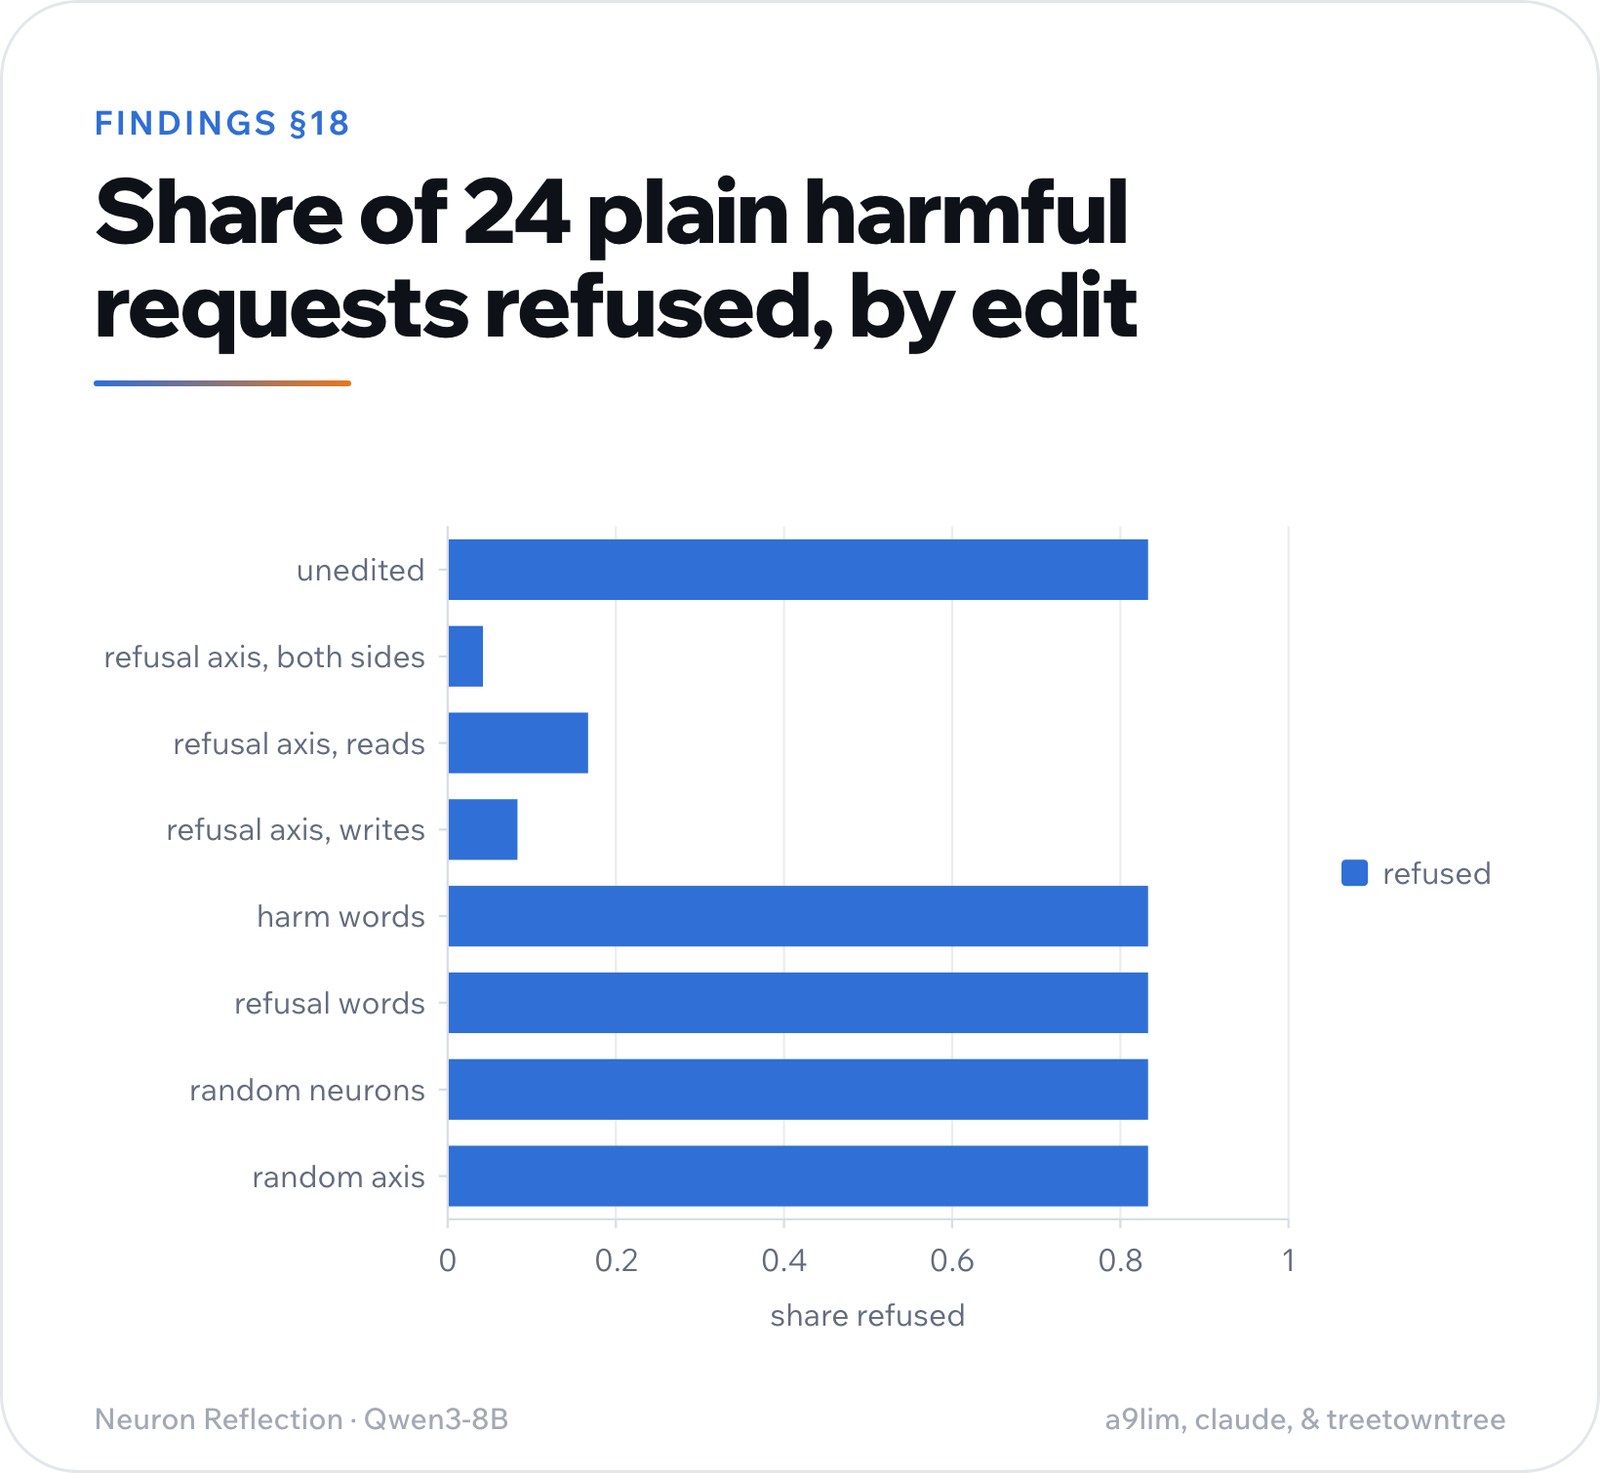 FINDINGS §18
Share of 24 plain harmful
requests refused, by edit
unedited
refusal axis, both sides
refusal axis, reads
refusal axis, writes
harm words
refusal words
random neurons
random axis
refused
0 0.2 0.4 0.6 0.8 1
share refused
Neuron Reflection · Qwen3-8B
a9lim, claude, & treetowntree